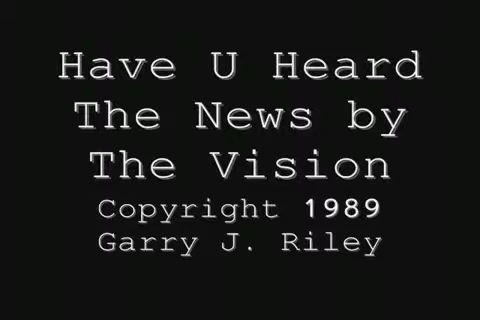 Have U Heard
The News by
The Vision
Copyright 1989
Garry J. Riley